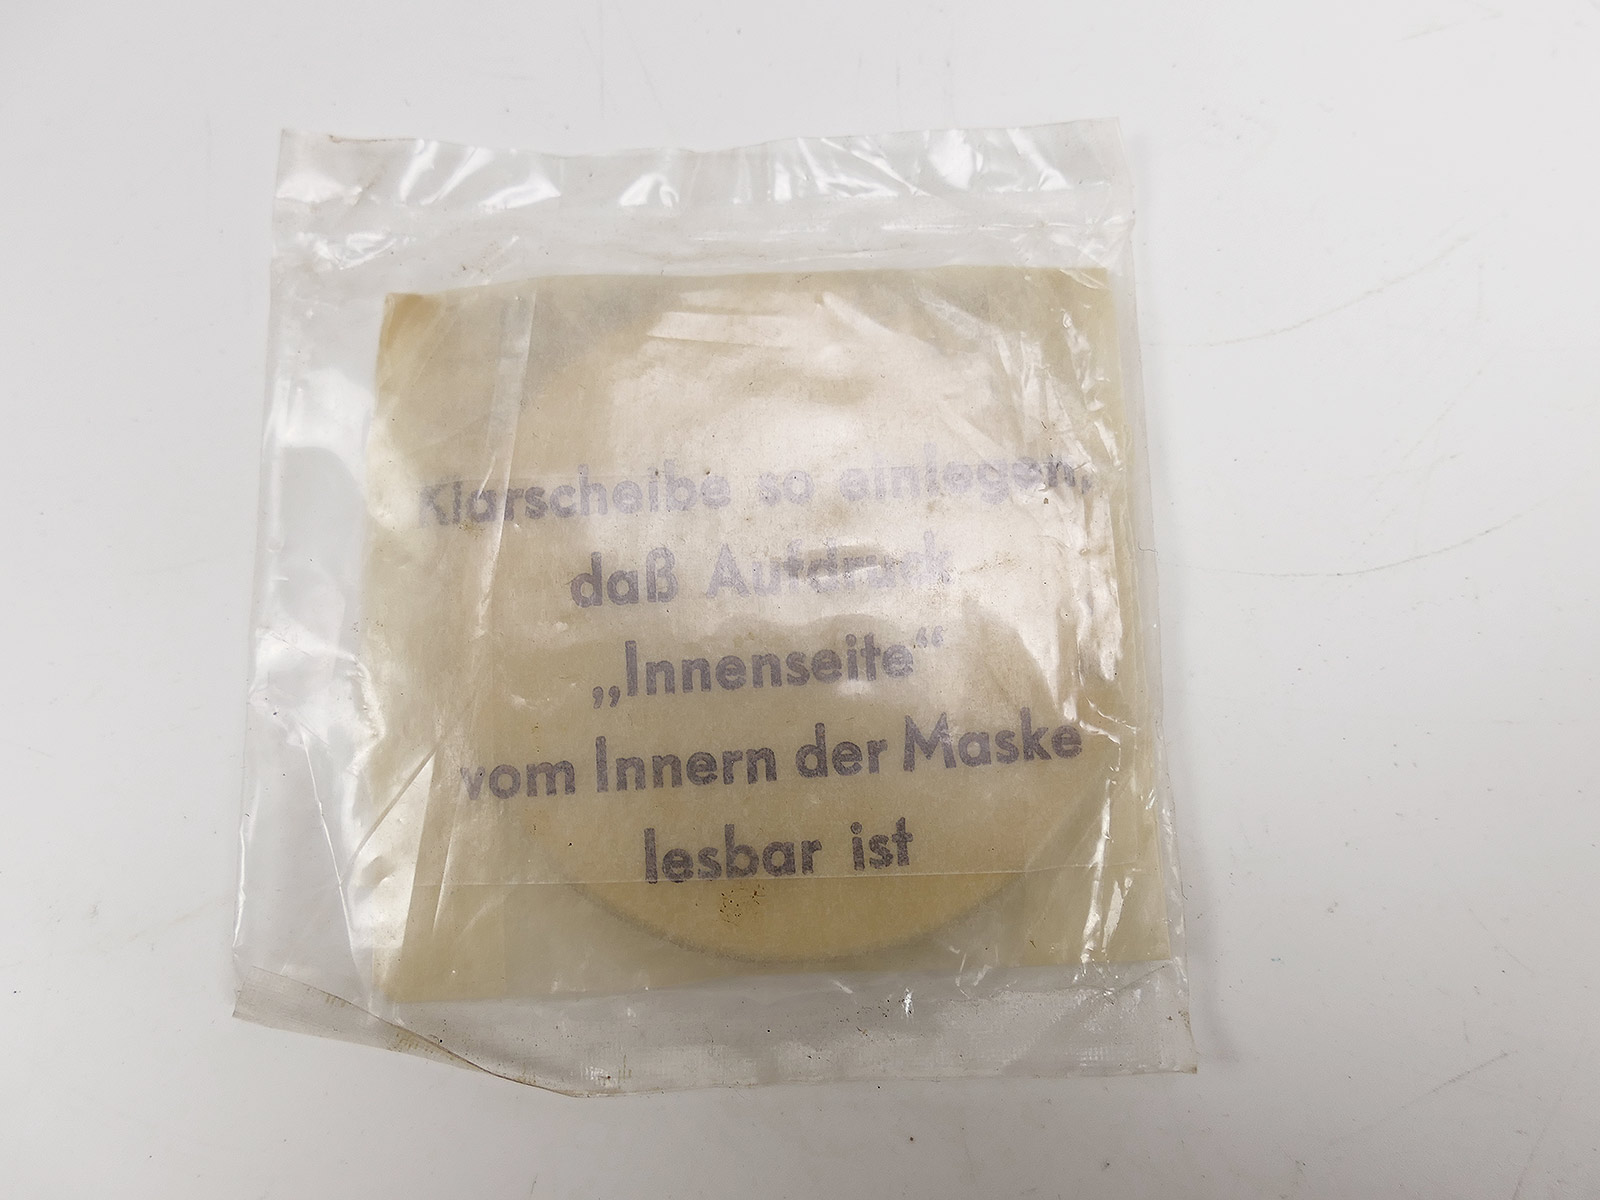 Klarscheibe so einlegen,
daß Aufdruck
„Innenseite“
vom Innern der Maske
lesbar ist